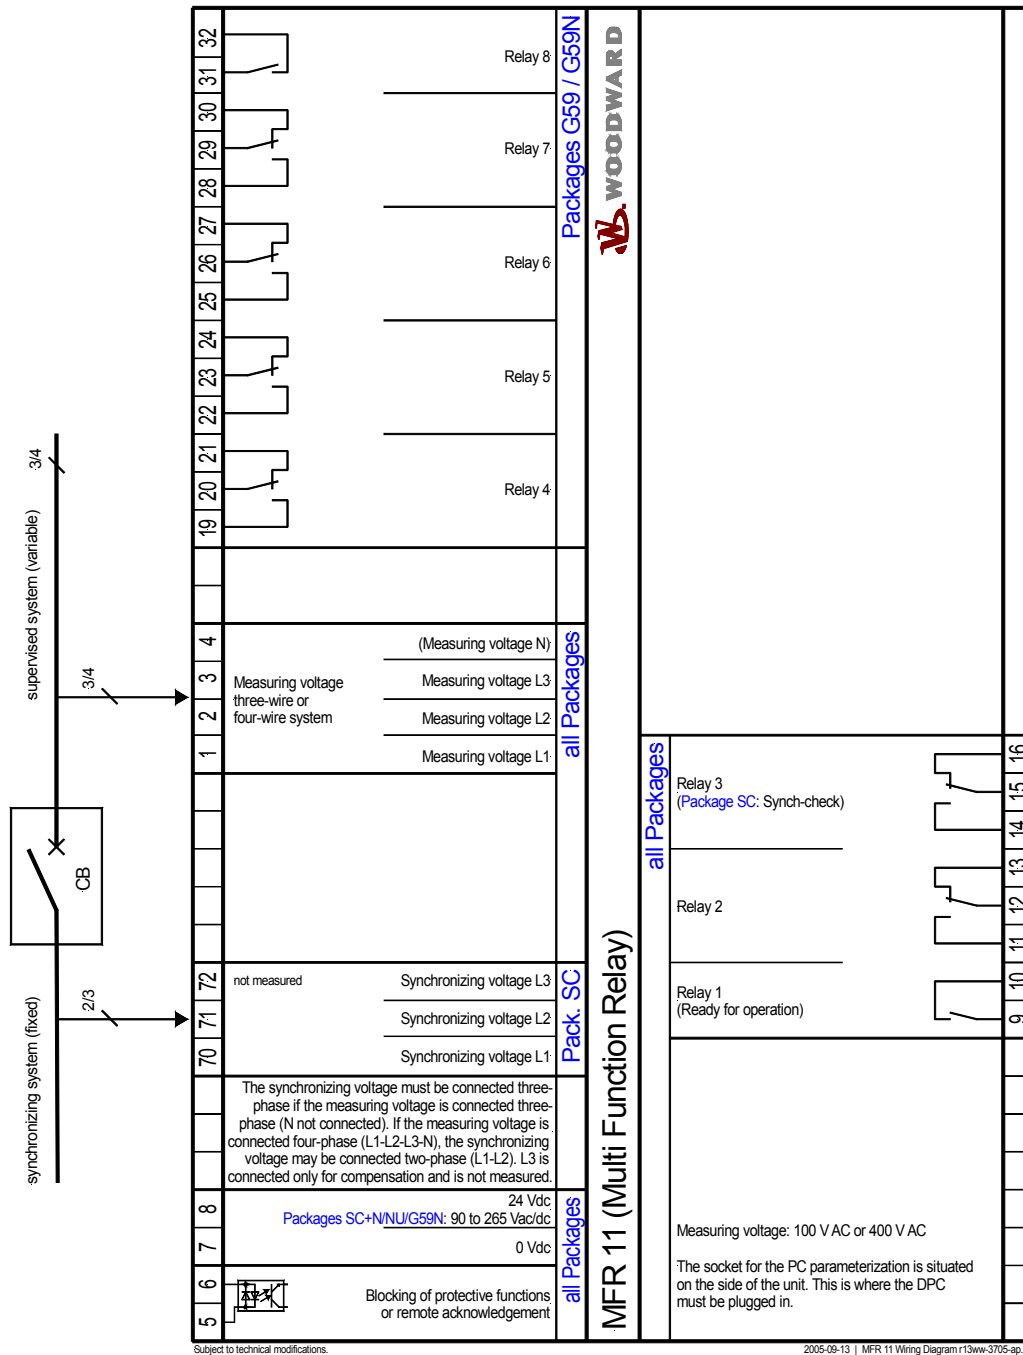 32
31
30
29
28
27
26
25
24
23
22
21
20
19
4
3
2
1
72
71
70
8
7
6
5
Relay 8
Relay 7
Relay 6
Relay 5
Relay 4
Packages G59 / G59N
WOODWARD
3/4
supervised system (variable)
3/4
CB
synchronizing system (fixed)
2/3
Measuring voltage
three-wire or
four-wire system
(Measuring voltage N)
Measuring voltage L3
Measuring voltage L2
Measuring voltage L1
all Packages
not measured
Synchronizing voltage L3
Synchronizing voltage L2
Synchronizing voltage L1
Pack. SC
The synchronizing voltage must be connected three-
phase if the measuring voltage is connected three-
phase (N not connected). If the measuring voltage is
connected four-phase (L1-L2-L3-N), the synchronizing
voltage may be connected two-phase (L1-L2). L3 is
connected only for compensation and is not measured.
24 Vdc
Packages SC+N/NU/G59N: 90 to 265 Vac/dc
0 Vdc
Blocking of protective functions
or remote acknowledgement
all Packages
MFR 11 (Multi Function Relay)
all Packages
Relay 3
(Package SC: Synch-check)
Relay 2
Relay 1
(Ready for operation)
16
15
14
13
12
11
10
9
Measuring voltage: 100 V AC or 400 V AC
The socket for the PC parameterization is situated
on the side of the unit. This is where the DPC
must be plugged in.
Subject to technical modifications.
2005-09-13 | MFR 11 Wiring Diagram r13ww-3705-ap.